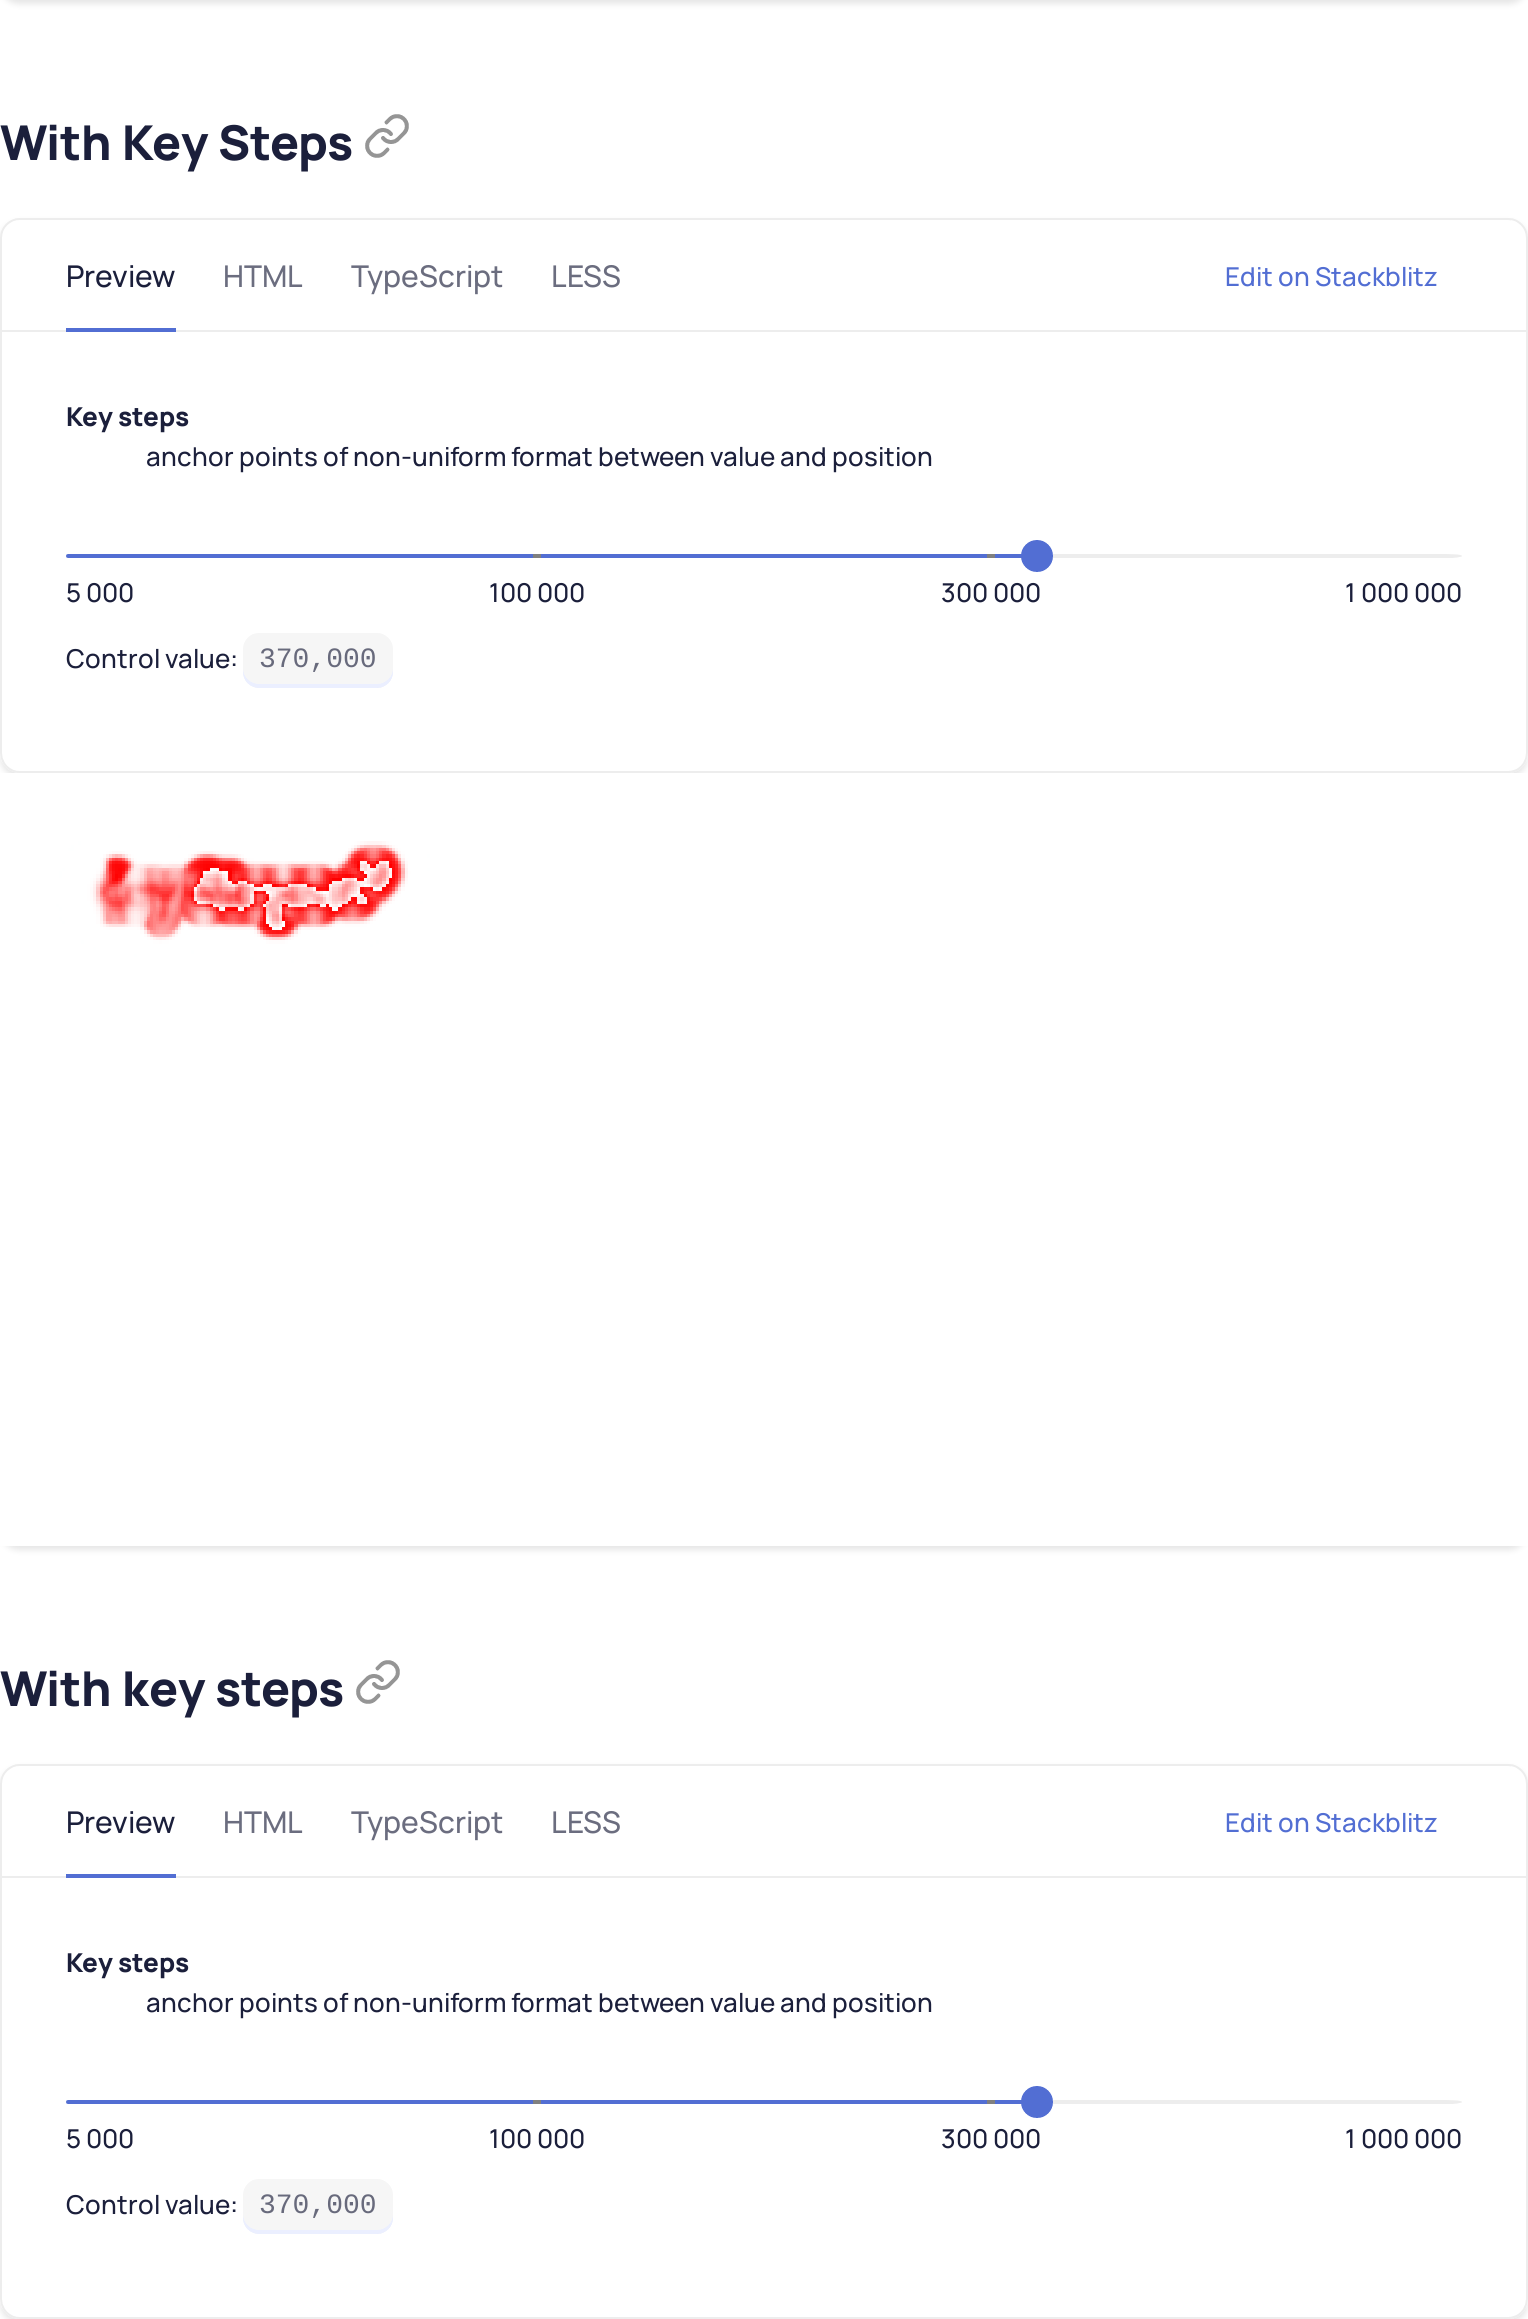 With Key Steps
Preview HTML TypeScript LESS Edit on Stackblitz
Key steps
anchor points of non-uniform format between value and position
5 000 100 000 300 000 1 000 000
Control value: 370,000
With key steps
Preview HTML TypeScript LESS Edit on Stackblitz
Key steps
anchor points of non-uniform format between value and position
5 000 100 000 300 000 1 000 000
Control value: 370,000